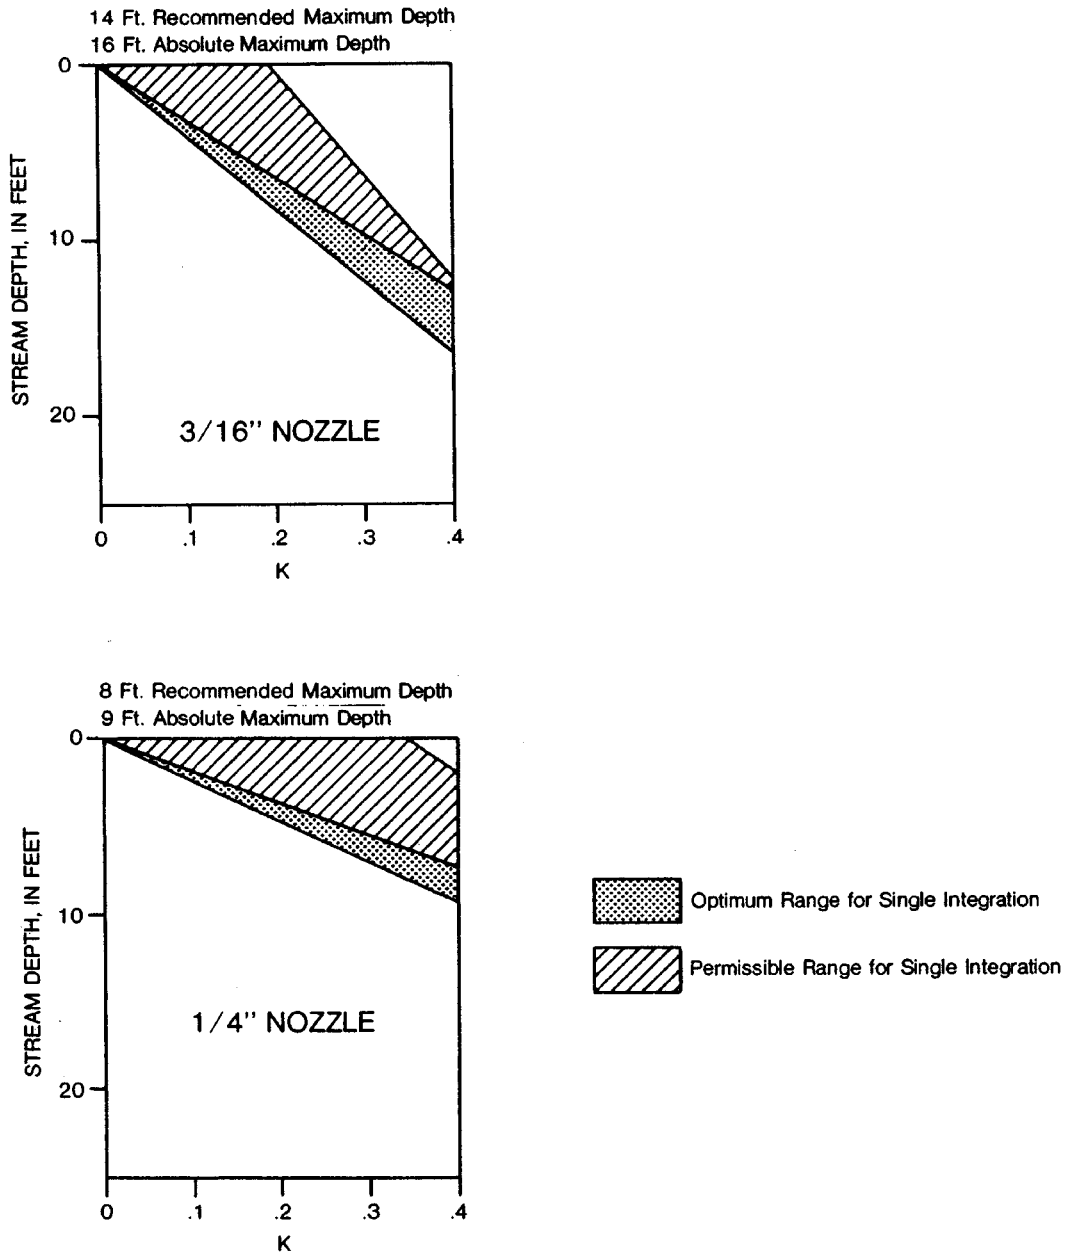 14 Ft. Recommended Maximum Depth
16 Ft. Absolute Maximum Depth
0
10
20
STREAM DEPTH, IN FEET
3/16" NOZZLE
0 .1 .2 .3 .4
K
8 Ft. Recommended Maximum Depth
9 Ft. Absolute Maximum Depth
0
10
20
STREAM DEPTH, IN FEET
1/4" NOZZLE
0 .1 .2 .3 .4
K
Optimum Range for Single Integration
Permissible Range for Single Integration